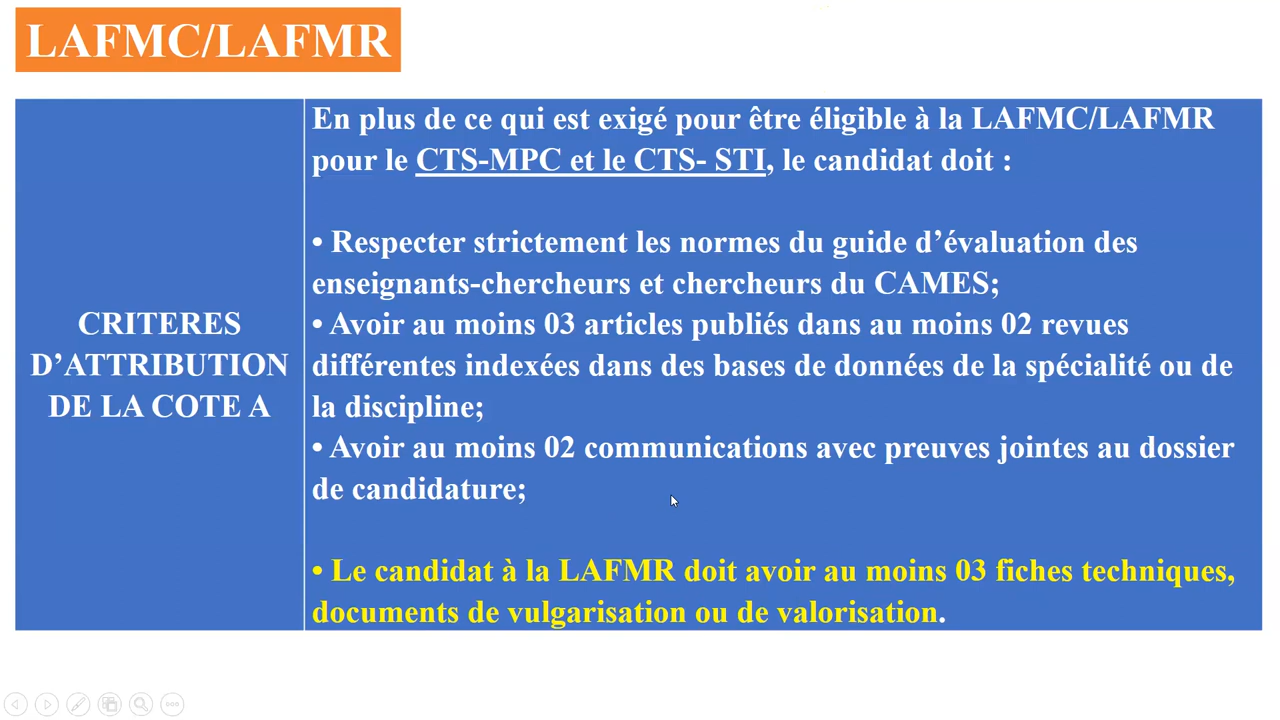 LAFMC/LAFMR
CRITERES
D’ATTRIBUTION
DE LA COTE A
En plus de ce qui est exigé pour être éligible à la LAFMC/LAFMR
pour le CTS-MPC et le CTS- STI, le candidat doit :
• Respecter strictement les normes du guide d’évaluation des
enseignants-chercheurs et chercheurs du CAMES;
• Avoir au moins 03 articles publiés dans au moins 02 revues
différentes indexées dans des bases de données de la spécialité ou de
la discipline;
• Avoir au moins 02 communications avec preuves jointes au dossier
de candidature;
• Le candidat à la LAFMR doit avoir au moins 03 fiches techniques,
documents de vulgarisation ou de valorisation.